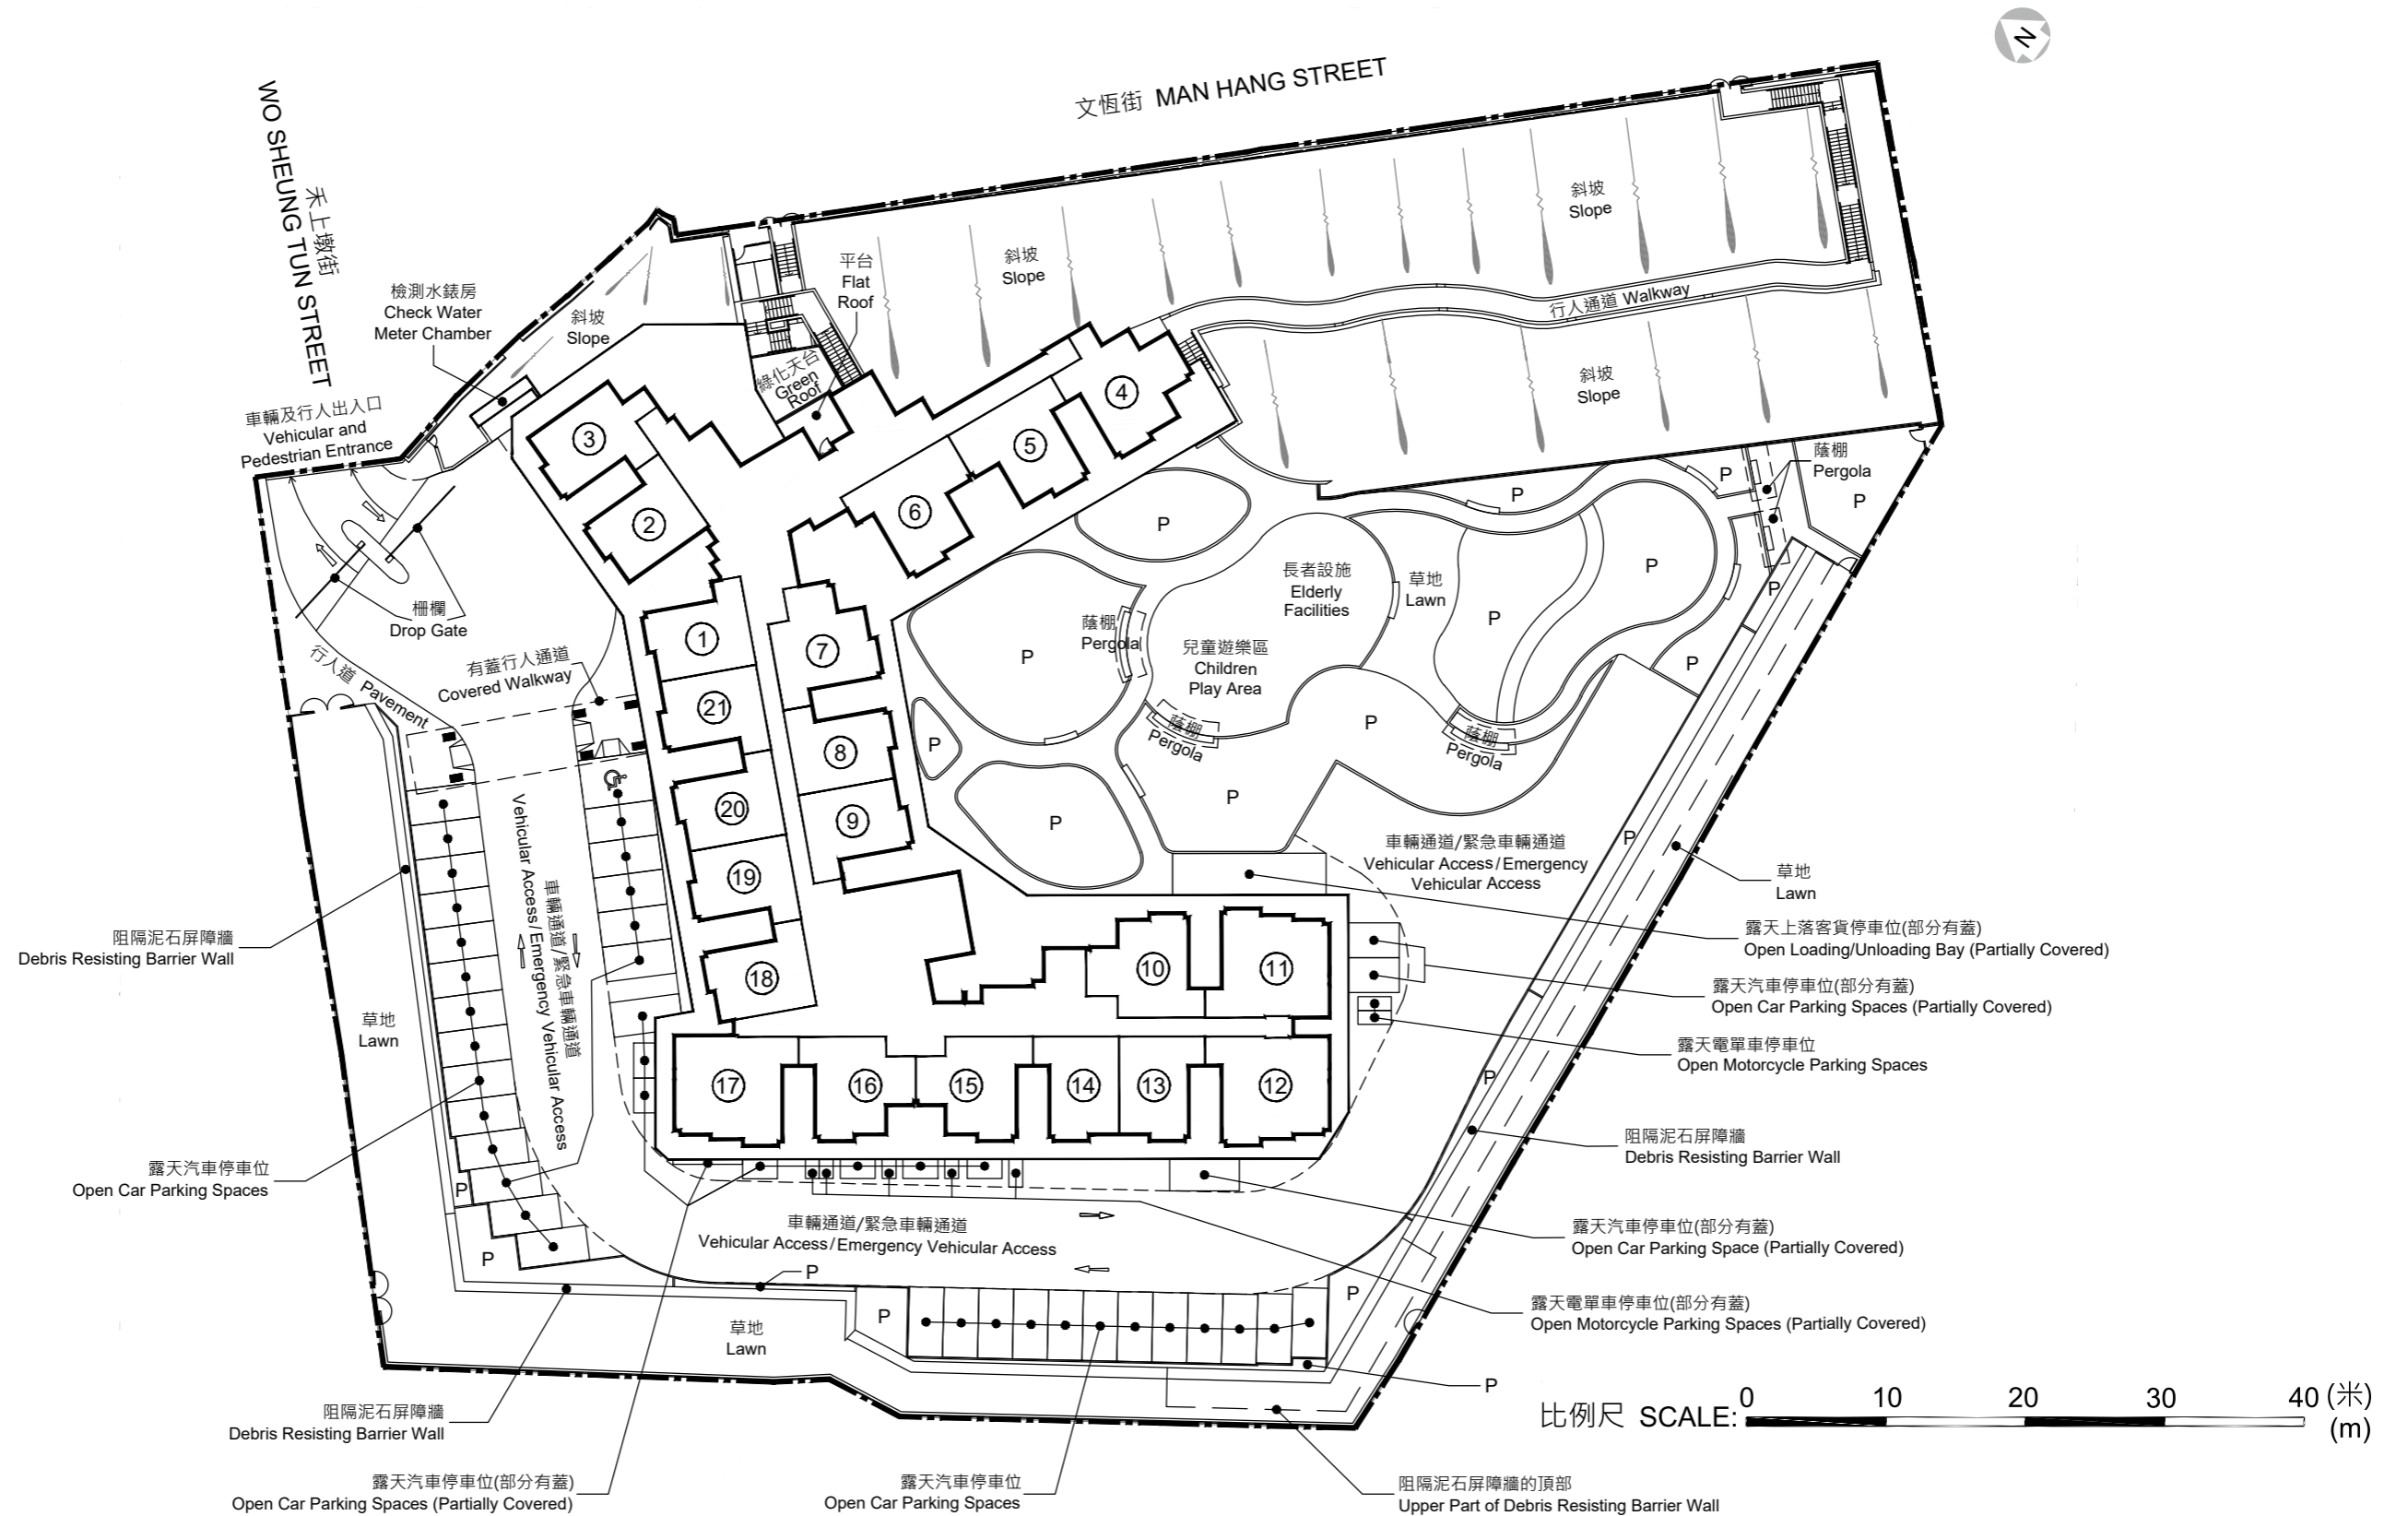 N
文恆街 MAN HANG STREET
禾上墩街
WO SHEUNG TUN STREET
斜坡
Slope
斜坡
Slope
平台
Flat
Roof
檢測水錶房
Check Water
Meter Chamber
斜坡
Slope
行人通道 Walkway
綠化天台
Green
Roof
斜坡
Slope
車輛及行人出入口
Vehicular and
Pedestrian Entrance
3
2
4
5
6
蔭棚
Pergola
P
P
P
P
柵欄
Drop Gate
長者設施
Elderly
Facilities
草地
Lawn
P
P
P
行人道 Pavement
有蓋行人通道
Covered Walkway
1
7
P
蔭棚
Pergola
兒童遊樂區
Children
Play Area
P
21
8
P
蔭棚
Pergola
P
蔭棚
Pergola
20
9
P
P
P
19
18
車輛通道/緊急車輛通道
Vehicular Access/Emergency Vehicular Access
車輛通道/緊急車輛通道
Vehicular Access/Emergency
Vehicular Access
草地
Lawn
阻隔泥石屏障牆
Debris Resisting Barrier Wall
露天上落客貨停車位(部分有蓋)
Open Loading/Unloading Bay (Partially Covered)
露天汽車停車位(部分有蓋)
Open Car Parking Spaces (Partially Covered)
10
11
草地
Lawn
露天電單車停車位
Open Motorcycle Parking Spaces
17
16
15
14
13
12
P
阻隔泥石屏障牆
Debris Resisting Barrier Wall
露天汽車停車位
Open Car Parking Spaces
P
P
車輛通道/緊急車輛通道
Vehicular Access/Emergency Vehicular Access
露天汽車停車位(部分有蓋)
Open Car Parking Space (Partially Covered)
P
P
P
露天電單車停車位(部分有蓋)
Open Motorcycle Parking Spaces (Partially Covered)
草地
Lawn
P
阻隔泥石屏障牆
Debris Resisting Barrier Wall
比例尺 SCALE:
0 10 20 30 40 (米)
(m)
露天汽車停車位(部分有蓋)
Open Car Parking Spaces (Partially Covered)
露天汽車停車位
Open Car Parking Spaces
阻隔泥石屏障牆的頂部
Upper Part of Debris Resisting Barrier Wall